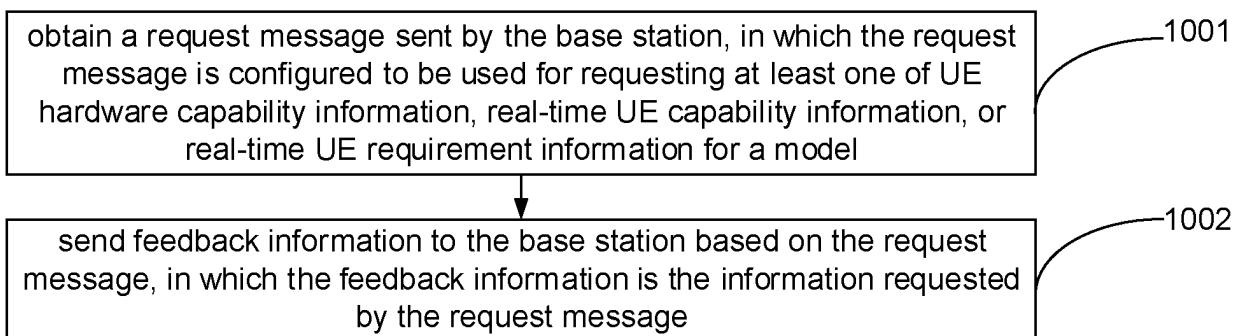 obtain a request message sent by the base station, in which the request
message is configured to be used for requesting at least one of UE
hardware capability information, real-time UE capability information, or
real-time UE requirement information for a model
1001
send feedback information to the base station based on the request
message, in which the feedback information is the information requested
by the request message
1002